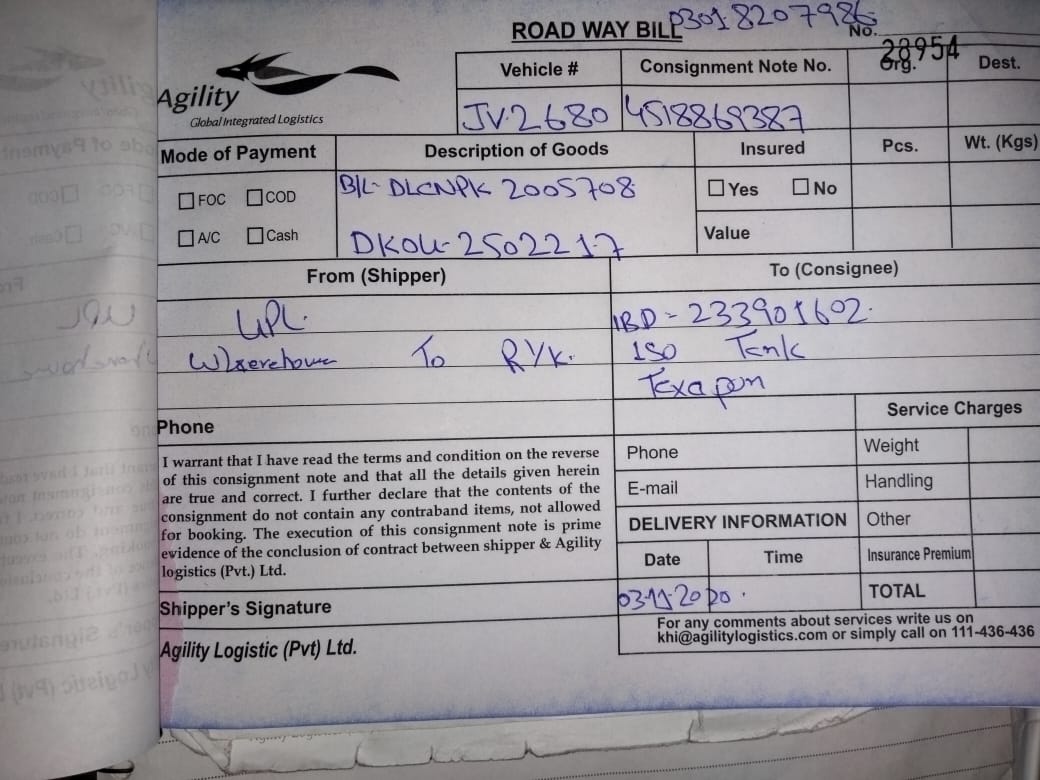 ROAD WAY BILL 0301-8207986
No. 28954
Agility
Global Integrated Logistics
Vehicle # Consignment Note No. Org. Dest.
JV-2680 4518869387
Mode of Payment Description of Goods Insured Pcs. Wt. (Kgs)
FOC COD B/L- DLCNPK 2005708 Yes No
A/C Cash DKOU-250221-7 Value
From (Shipper) To (Consignee)
UPL. IBD - 233901602.
To RYK. ISO Tank
Texapon
Phone
Service Charges
I warrant that I have read the terms and condition on the reverse
of this consignment note and that all the details given herein
are true and correct. I further declare that the contents of the
consignment do not contain any contraband items, not allowed
for booking. The execution of this consignment note is prime
evidence of the conclusion of contract between shipper & Agility
logistics (Pvt.) Ltd.
Phone Weight
E-mail Handling
DELIVERY INFORMATION Other
Date Time Insurance Premium
03-11-2020. TOTAL
Shipper's Signature
For any comments about services write us on
khi@agilitylogistics.com or simply call on 111-436-436
Agility Logistic (Pvt) Ltd.